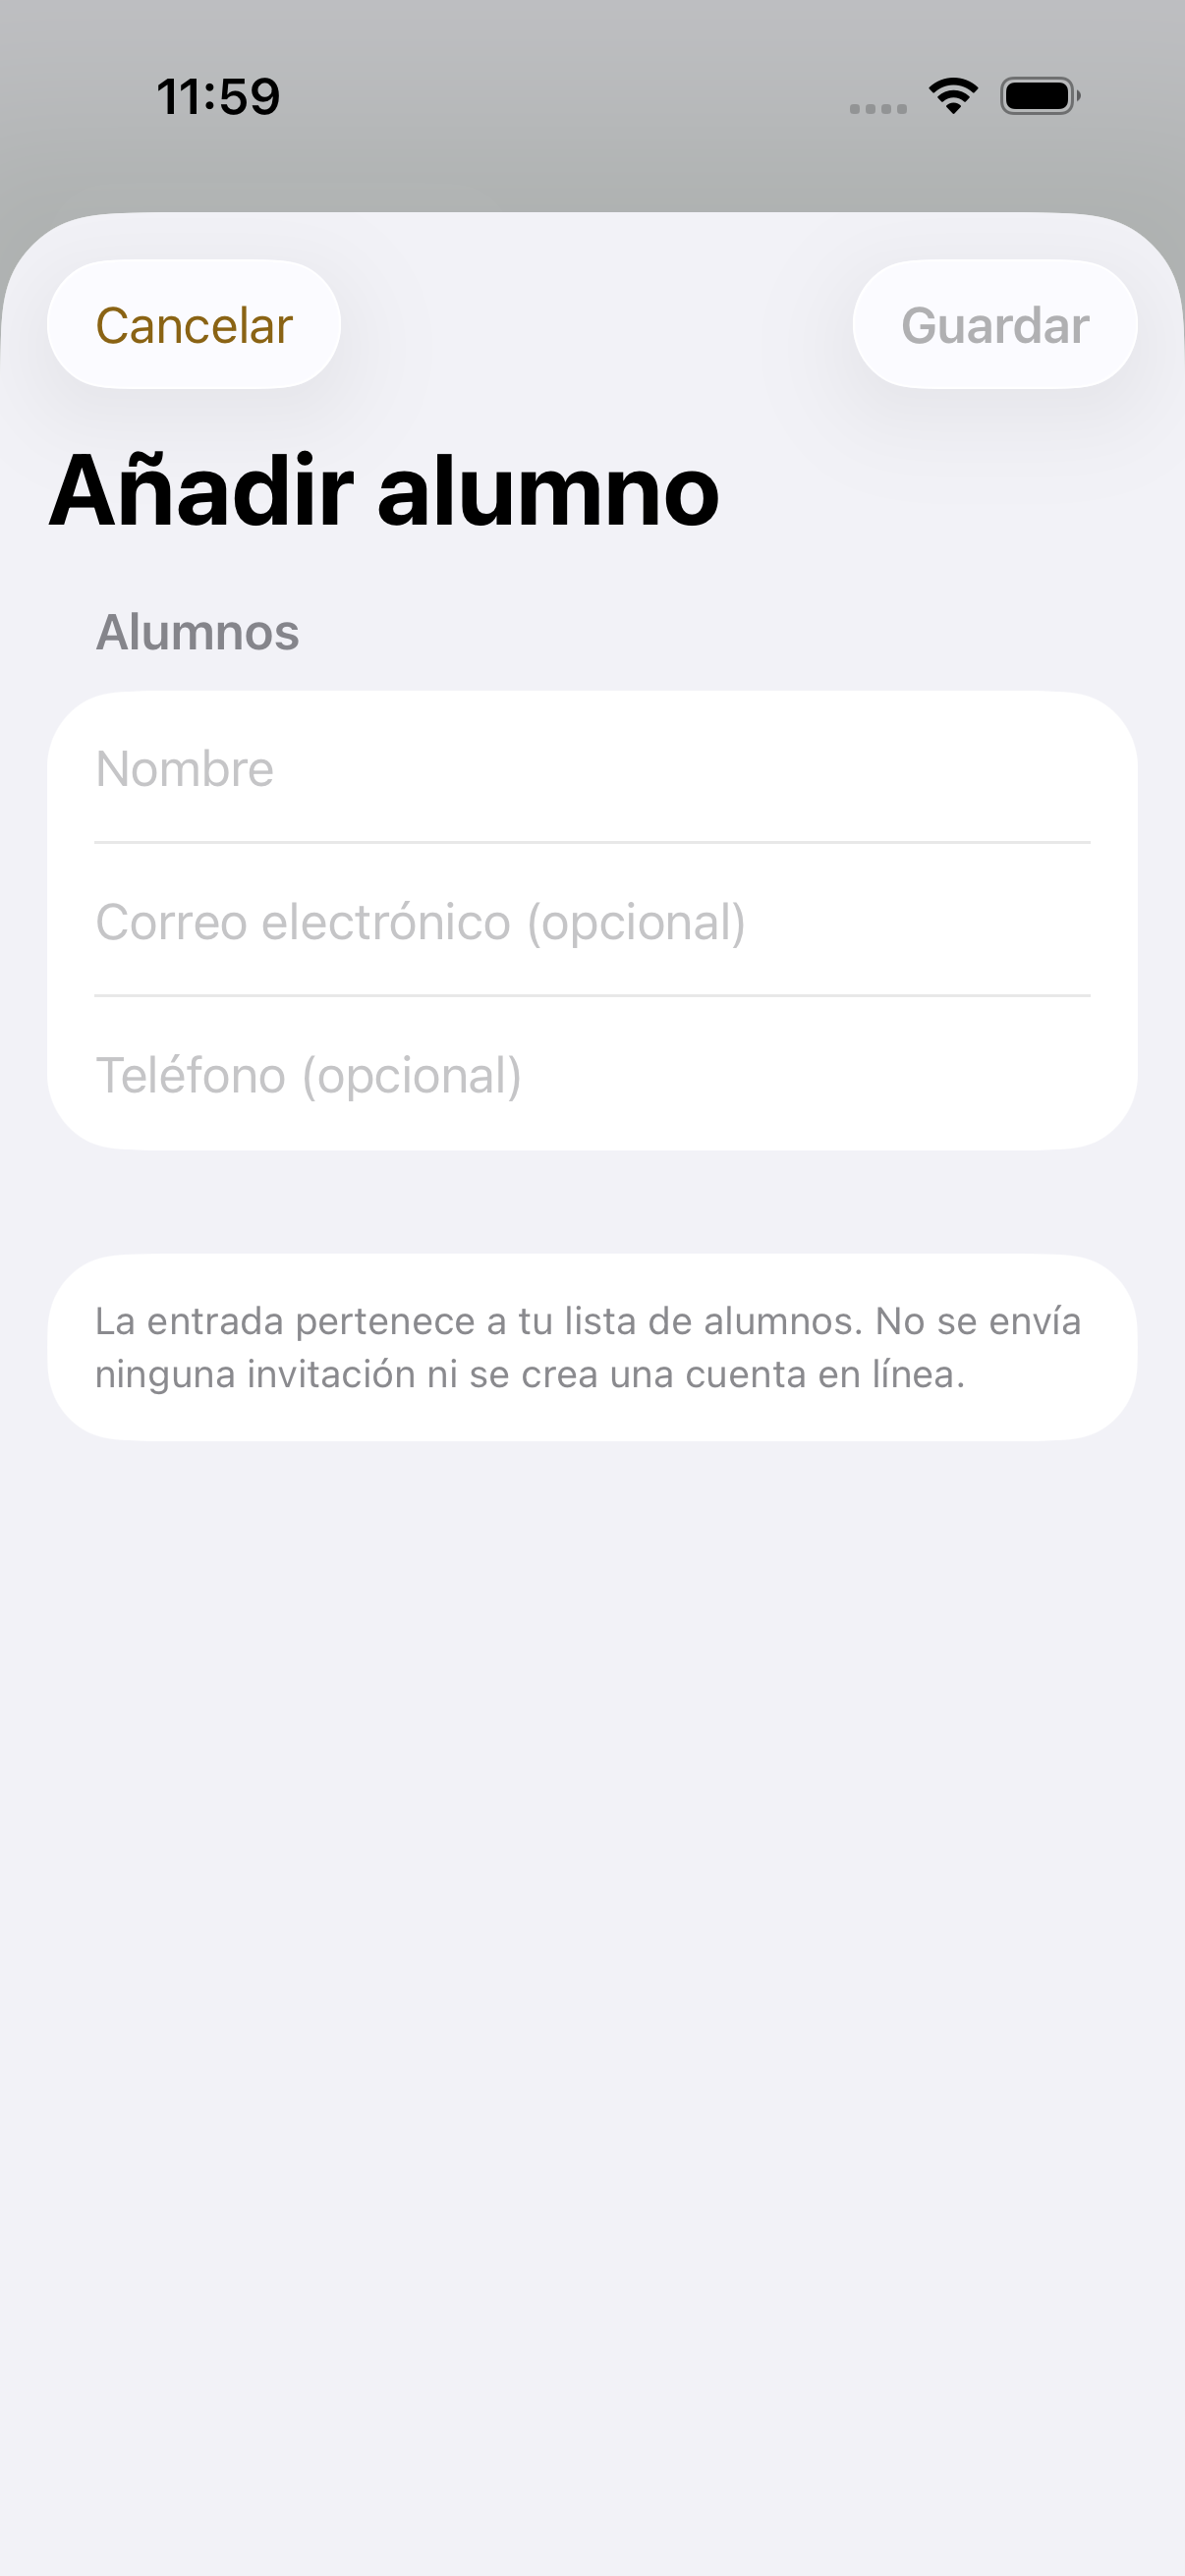 11:59
Cancelar
Guardar
Añadir alumno
Alumnos
Nombre
Correo electrónico (opcional)
Teléfono (opcional)
La entrada pertenece a tu lista de alumnos. No se envía
ninguna invitación ni se crea una cuenta en línea.